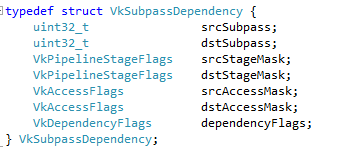 typedef struct VkSubpassDependency {
uint32_t srcSubpass;
uint32_t dstSubpass;
VkPipelineStageFlags srcStageMask;
VkPipelineStageFlags dstStageMask;
VkAccessFlags srcAccessMask;
VkAccessFlags dstAccessMask;
VkDependencyFlags dependencyFlags;
} VkSubpassDependency;